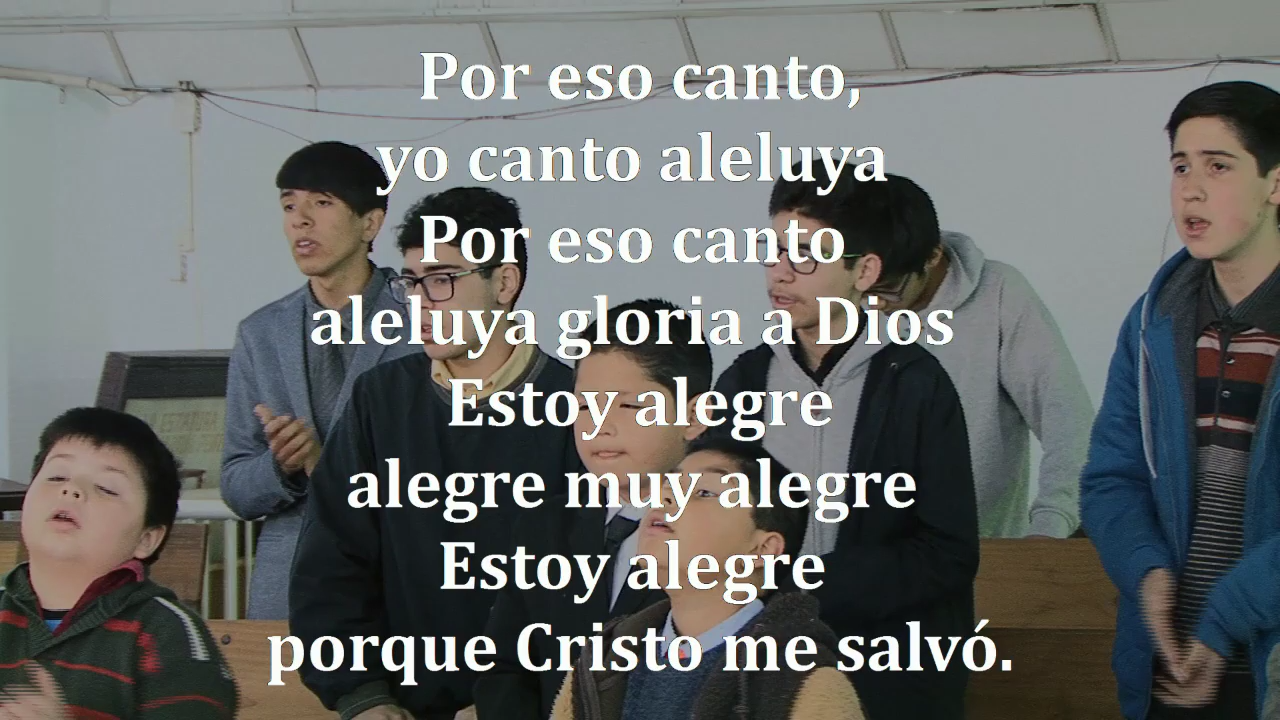 Por eso canto,
yo canto aleluya
Por eso canto
aleluya gloria a Dios
Estoy alegre
alegre muy alegre
Estoy alegre
porque Cristo me salvó.